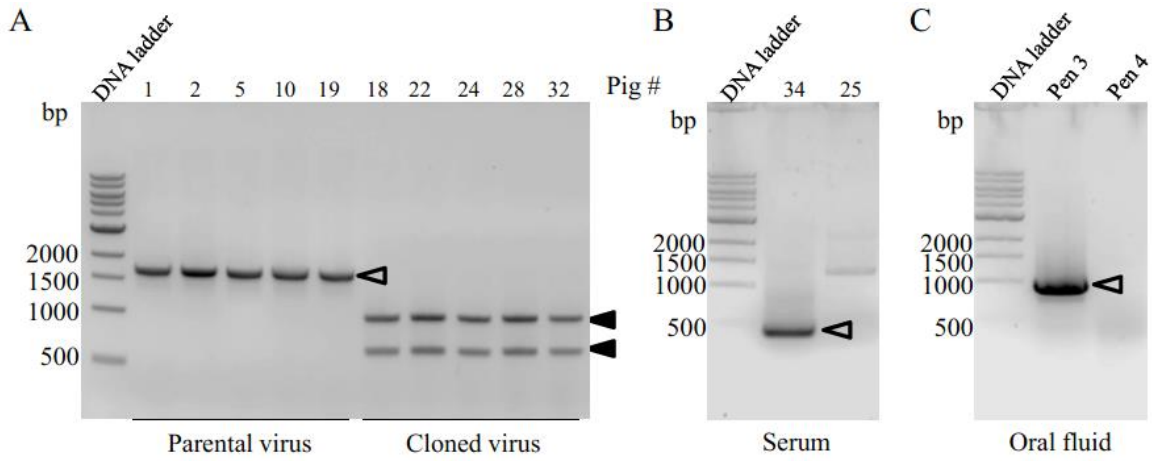 A
DNA ladder
1 2 5 10 19 18 22 24 28 32 Pig #
bp
2000
1500
1000
500
Parental virus Cloned virus
B
DNA ladder
34 25
bp
2000
1500
1000
500
Serum
C
DNA ladder
Pen 3
Pen 4
bp
2000
1500
1000
500
Oral fluid